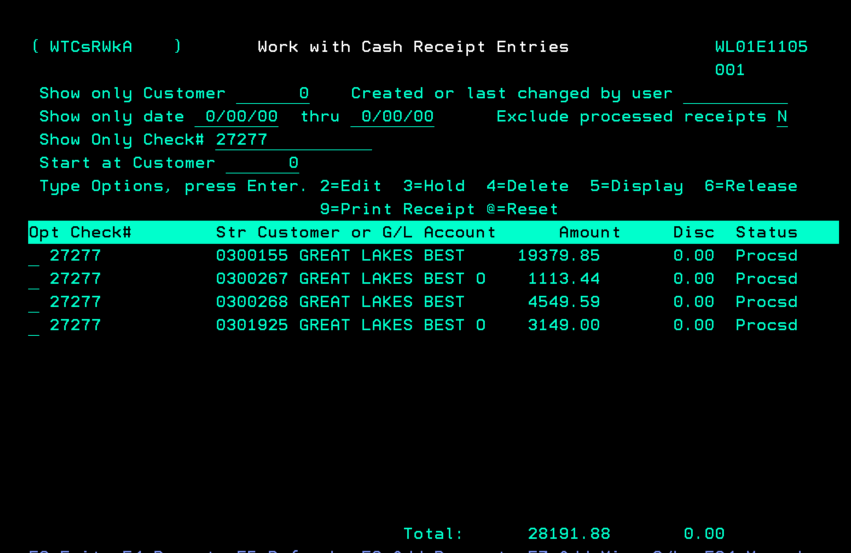 ( WTCsRWkA    )    Work with Cash Receipt Entries    WL01E1105
001
Show only Customer 0    Created or last changed by user
Show only date 0/00/00 thru 0/00/00    Exclude processed receipts N
Show Only Check# 27277
Start at Customer 0
Type Options, press Enter. 2=Edit 3=Hold 4=Delete 5=Display 6=Release
9=Print Receipt @=Reset
Opt Check#    Str Customer or G/L Account    Amount    Disc    Status
_ 27277    0300155 GREAT LAKES BEST    19379.85    0.00    Procsd
_ 27277    0300267 GREAT LAKES BEST O    1113.44    0.00    Procsd
_ 27277    0300268 GREAT LAKES BEST    4549.59    0.00    Procsd
_ 27277    0301925 GREAT LAKES BEST O    3149.00    0.00    Procsd
Total:    28191.88    0.00